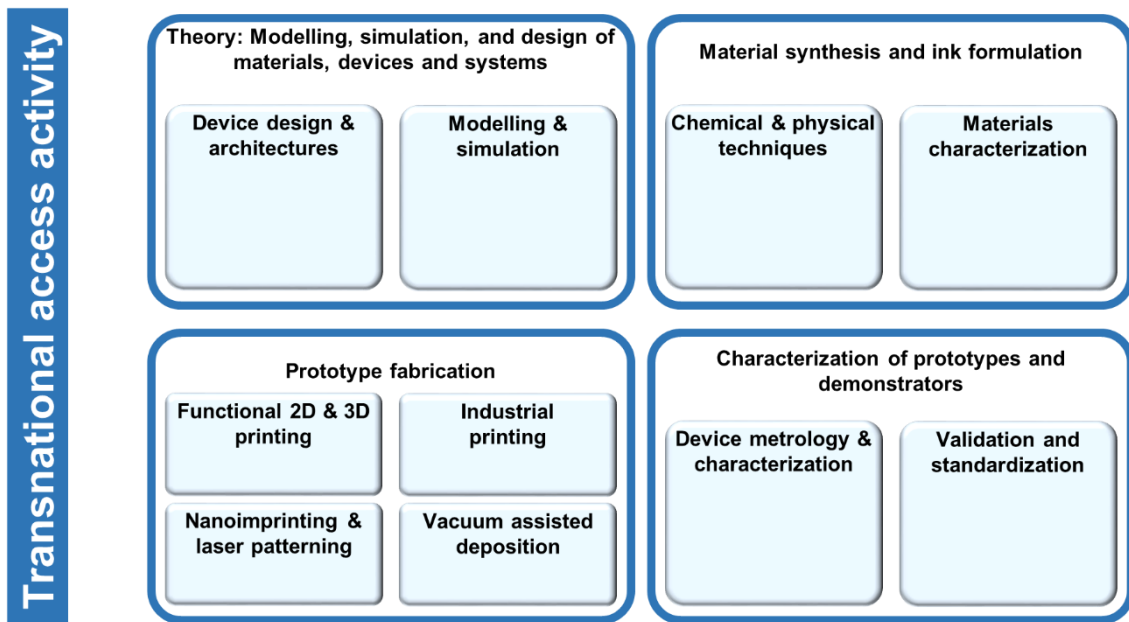 Transnational access activity
Theory: Modelling, simulation, and design of
materials, devices and systems
Device design &
architectures
Modelling &
simulation
Material synthesis and ink formulation
Chemical & physical
techniques
Materials
characterization
Prototype fabrication
Functional 2D & 3D
printing
Industrial
printing
Nanoimprinting &
laser patterning
Vacuum assisted
deposition
Characterization of prototypes and
demonstrators
Device metrology &
characterization
Validation and
standardization